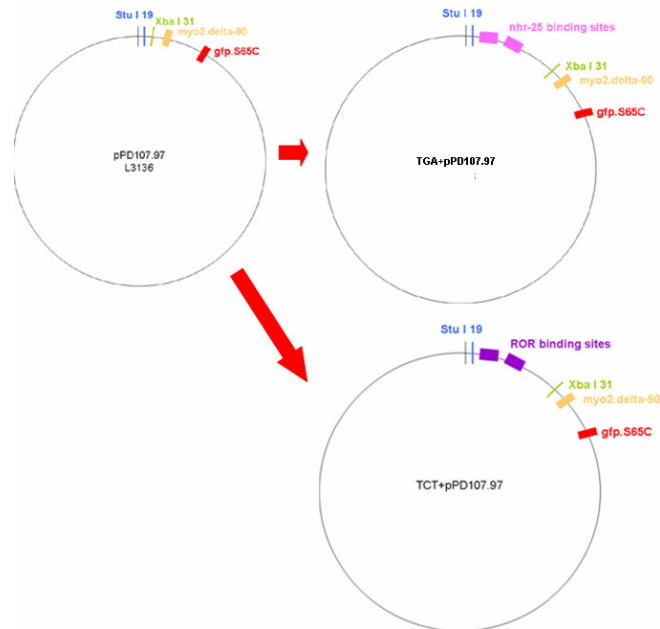 Stu I 19
Xba I 31
myo2.delta-90
gfp.S65C
pPD107.97
L3136
Stu I 19
nhr-25 binding sites
Xba I 31
myo2.delta-90
gfp.S65C
TGA+pPD107.97
Stu I 19
ROR binding sites
Xba I 31
myo2.delta-90
gfp.S65C
TCT+pPD107.97